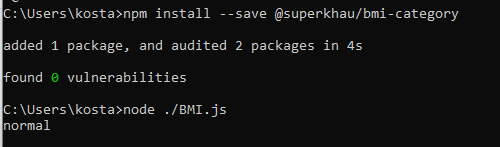 C:\Users\kosta>npm install --save @superkhau/bmi-category
added 1 package, and audited 2 packages in 4s
found 0 vulnerabilities
C:\Users\kosta>node ./BMI.js
normal